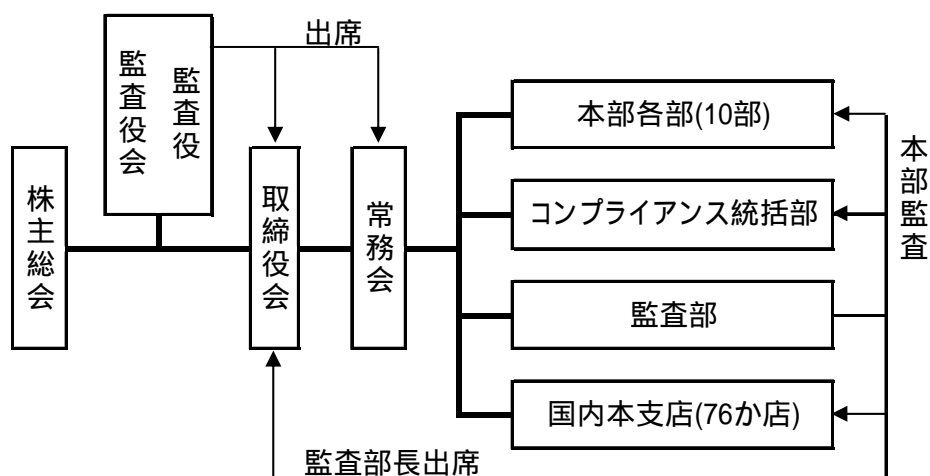 出席
監査役会
監査役
株主総会
取締役会
常務会
本部各部(10部)
コンプライアンス統括部
監査部
国内本支店(76か店)
本部監査
監査部長出席